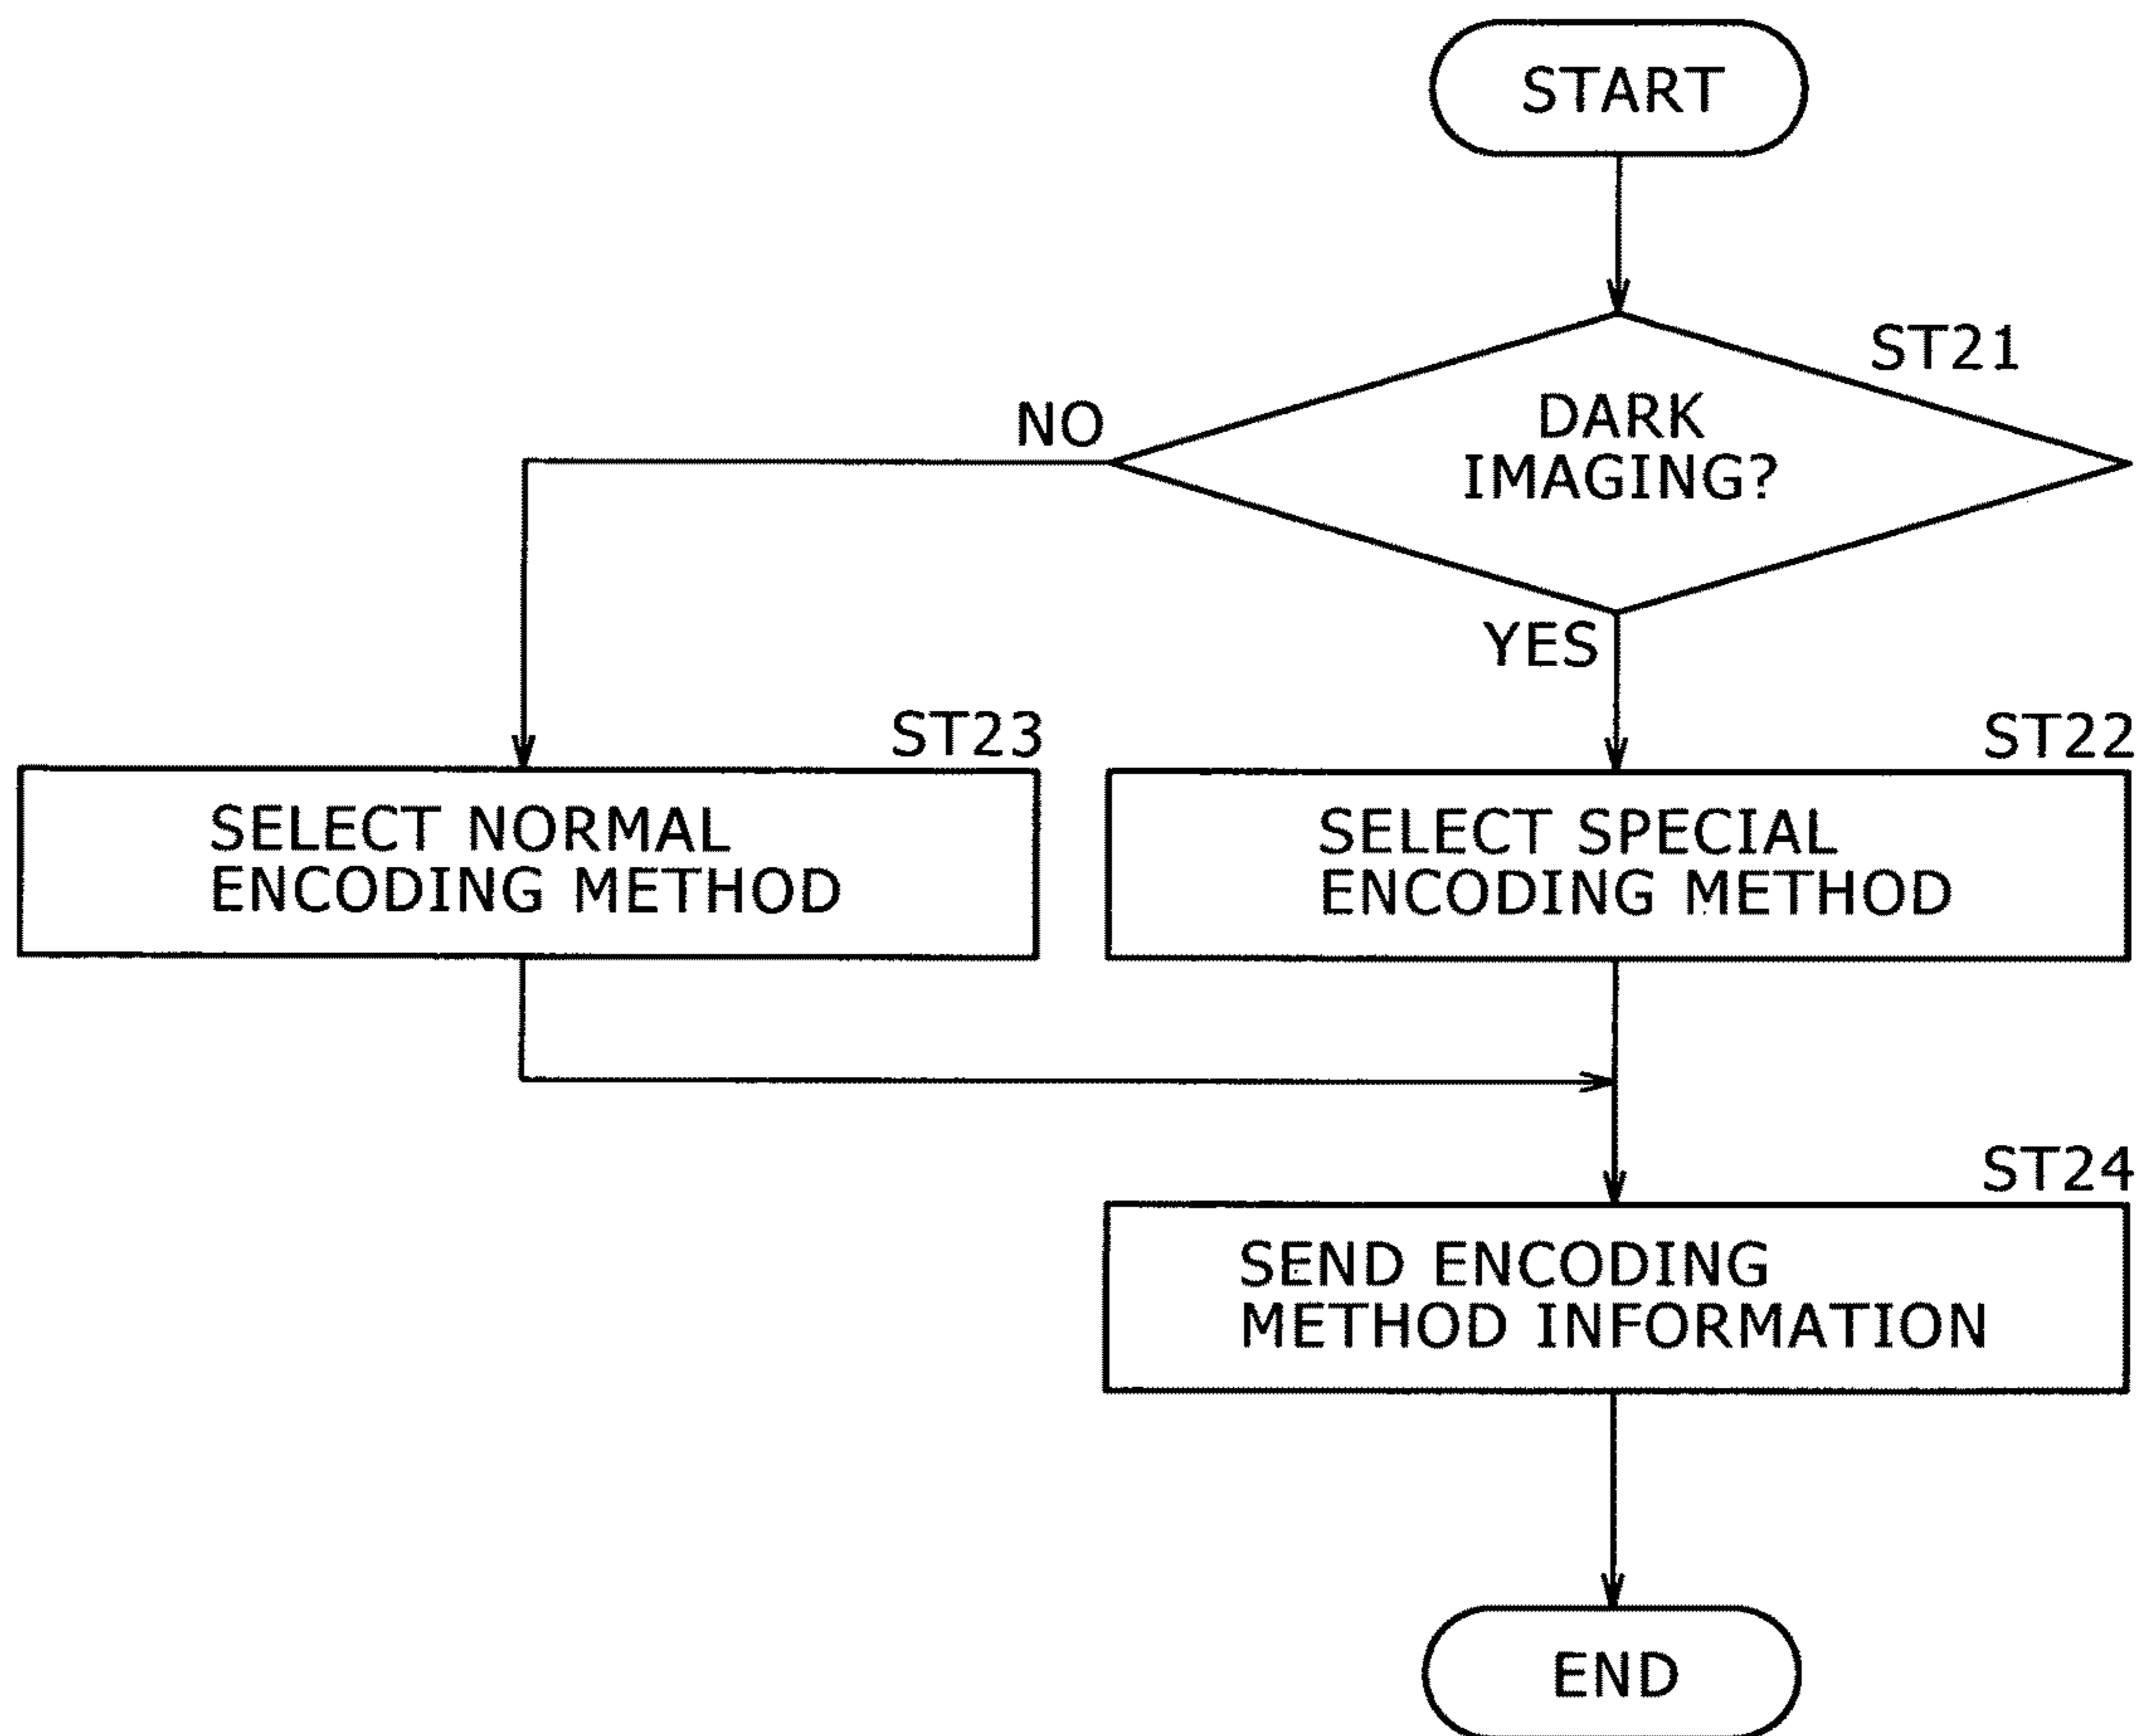 START
ST21
DARK
IMAGING?
NO
YES
ST23
SELECT NORMAL
ENCODING METHOD
ST22
SELECT SPECIAL
ENCODING METHOD
ST24
SEND ENCODING
METHOD INFORMATION
END